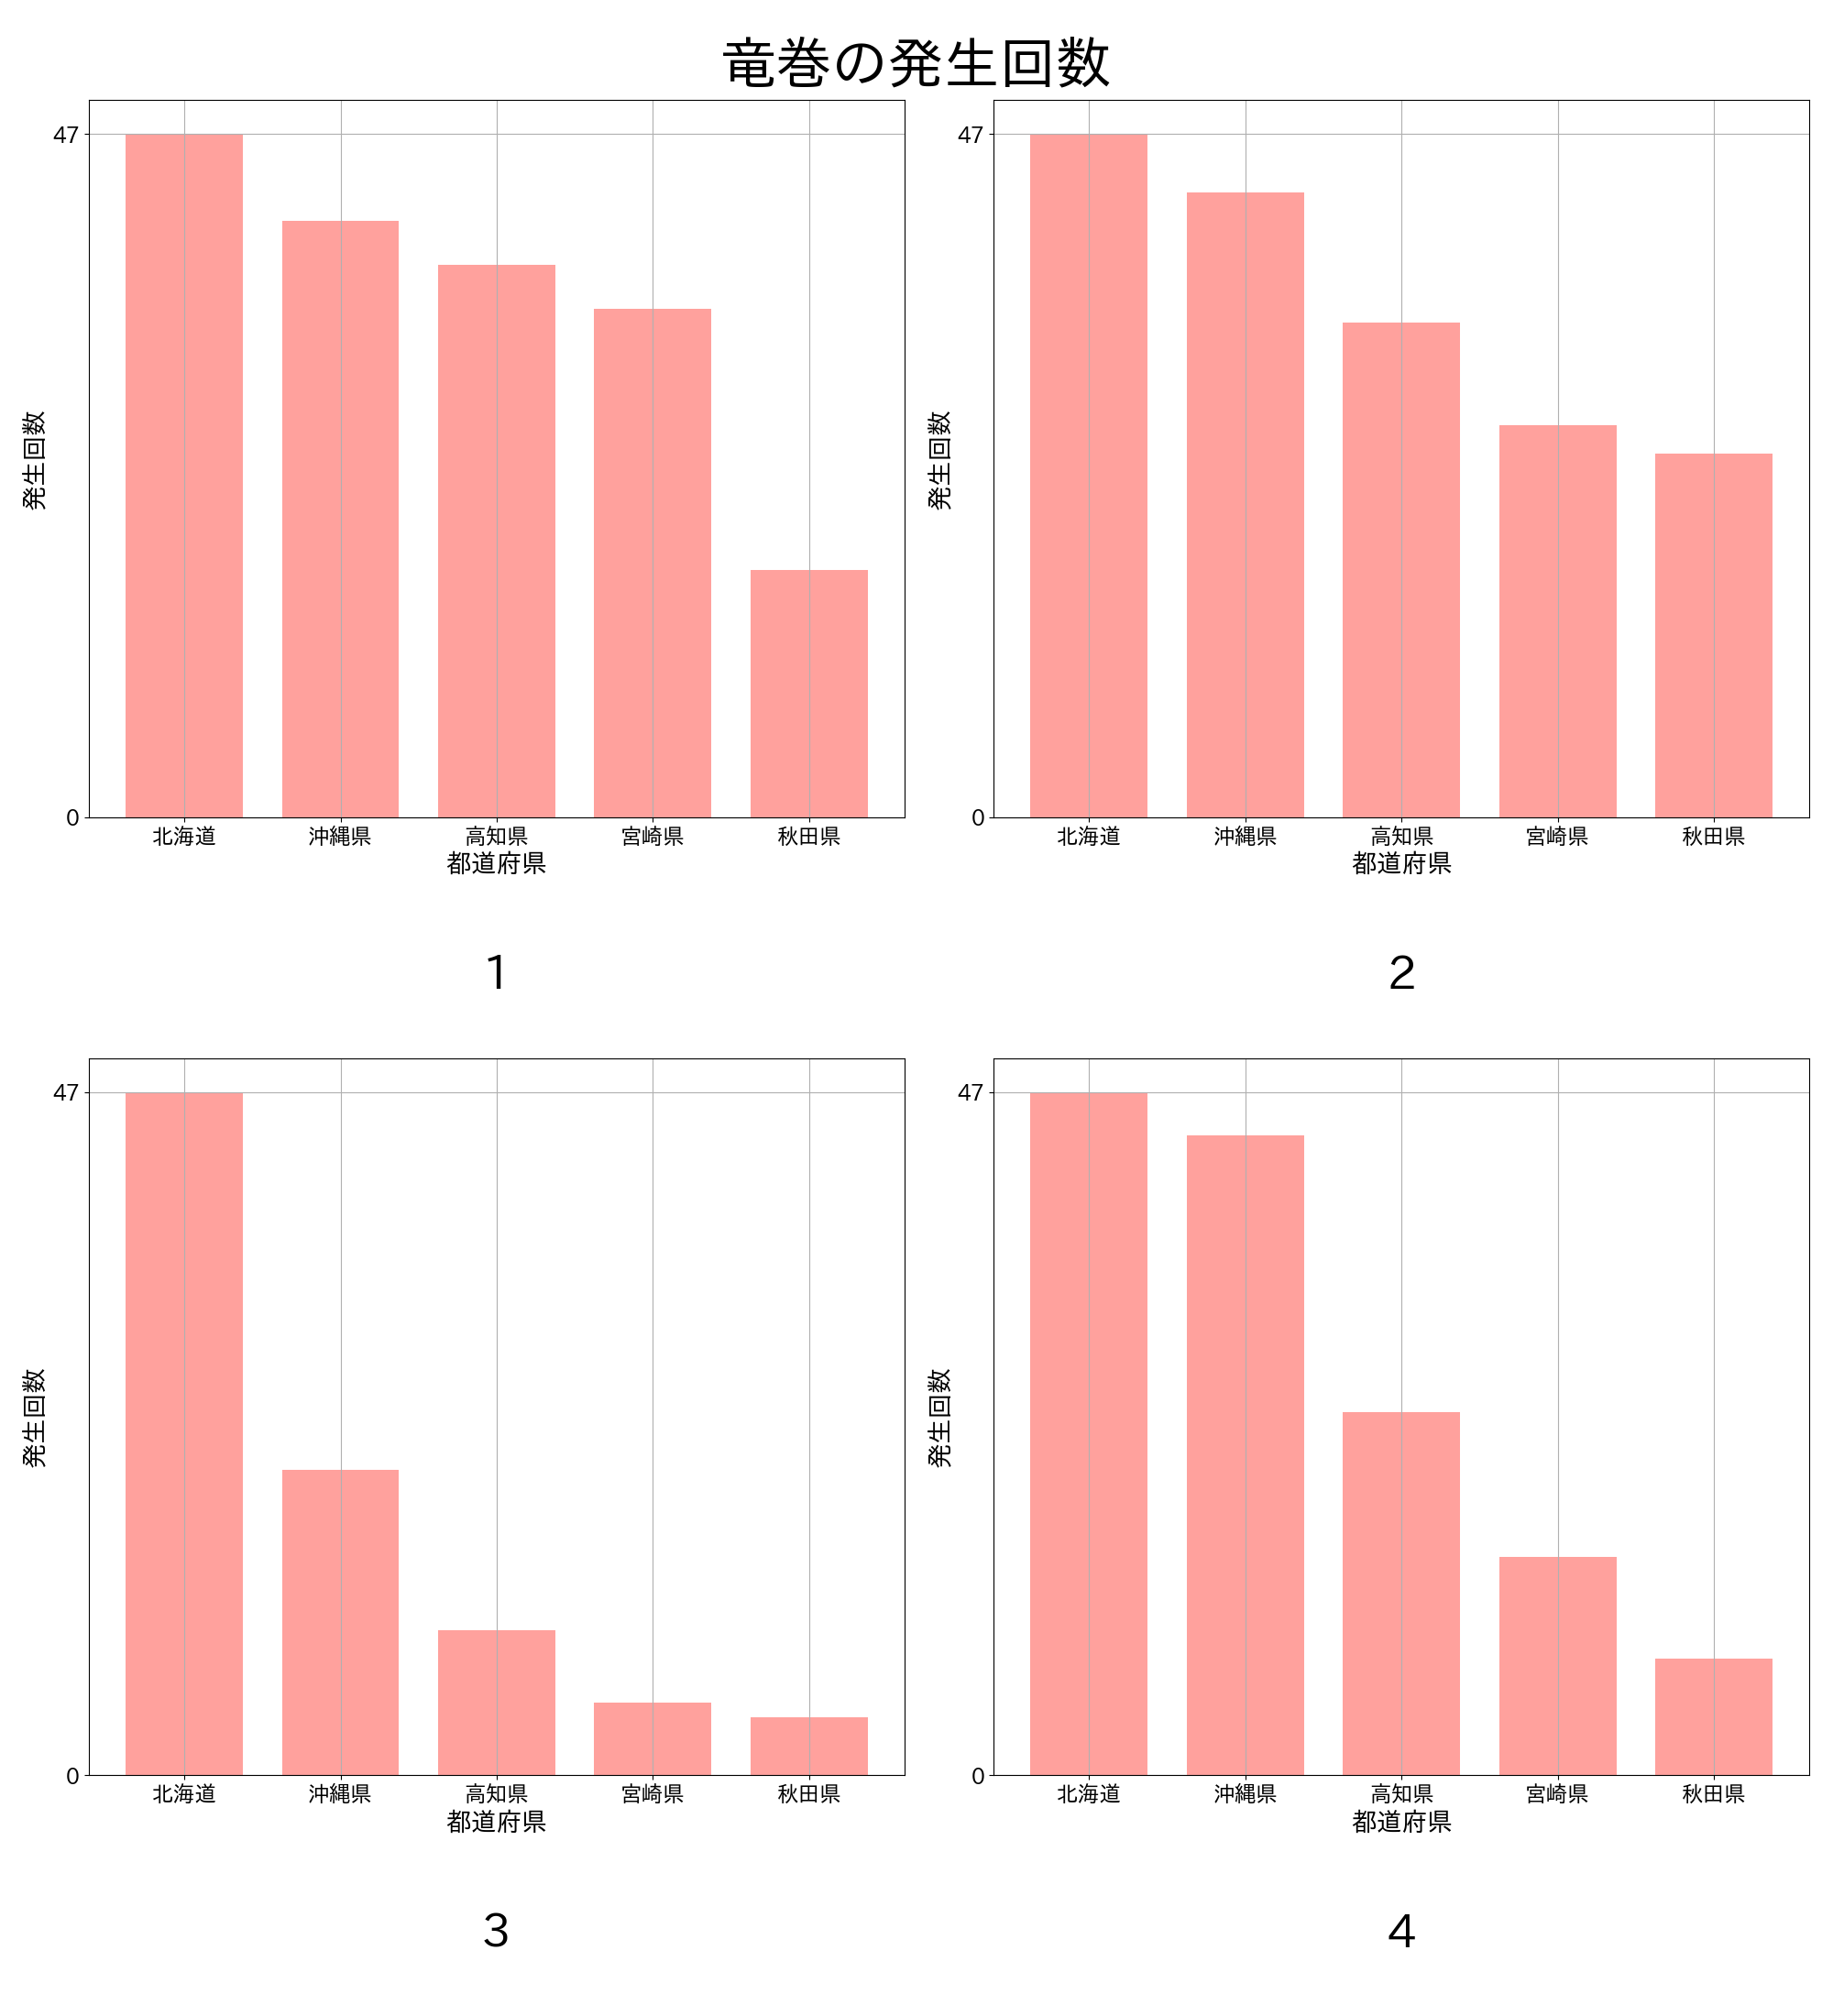 竜巻の発生回数
47
0
発生回数
北海道 沖縄県 高知県 宮崎県 秋田県
都道府県
1
47
0
発生回数
北海道 沖縄県 高知県 宮崎県 秋田県
都道府県
2
47
0
発生回数
北海道 沖縄県 高知県 宮崎県 秋田県
都道府県
3
47
0
発生回数
北海道 沖縄県 高知県 宮崎県 秋田県
都道府県
4